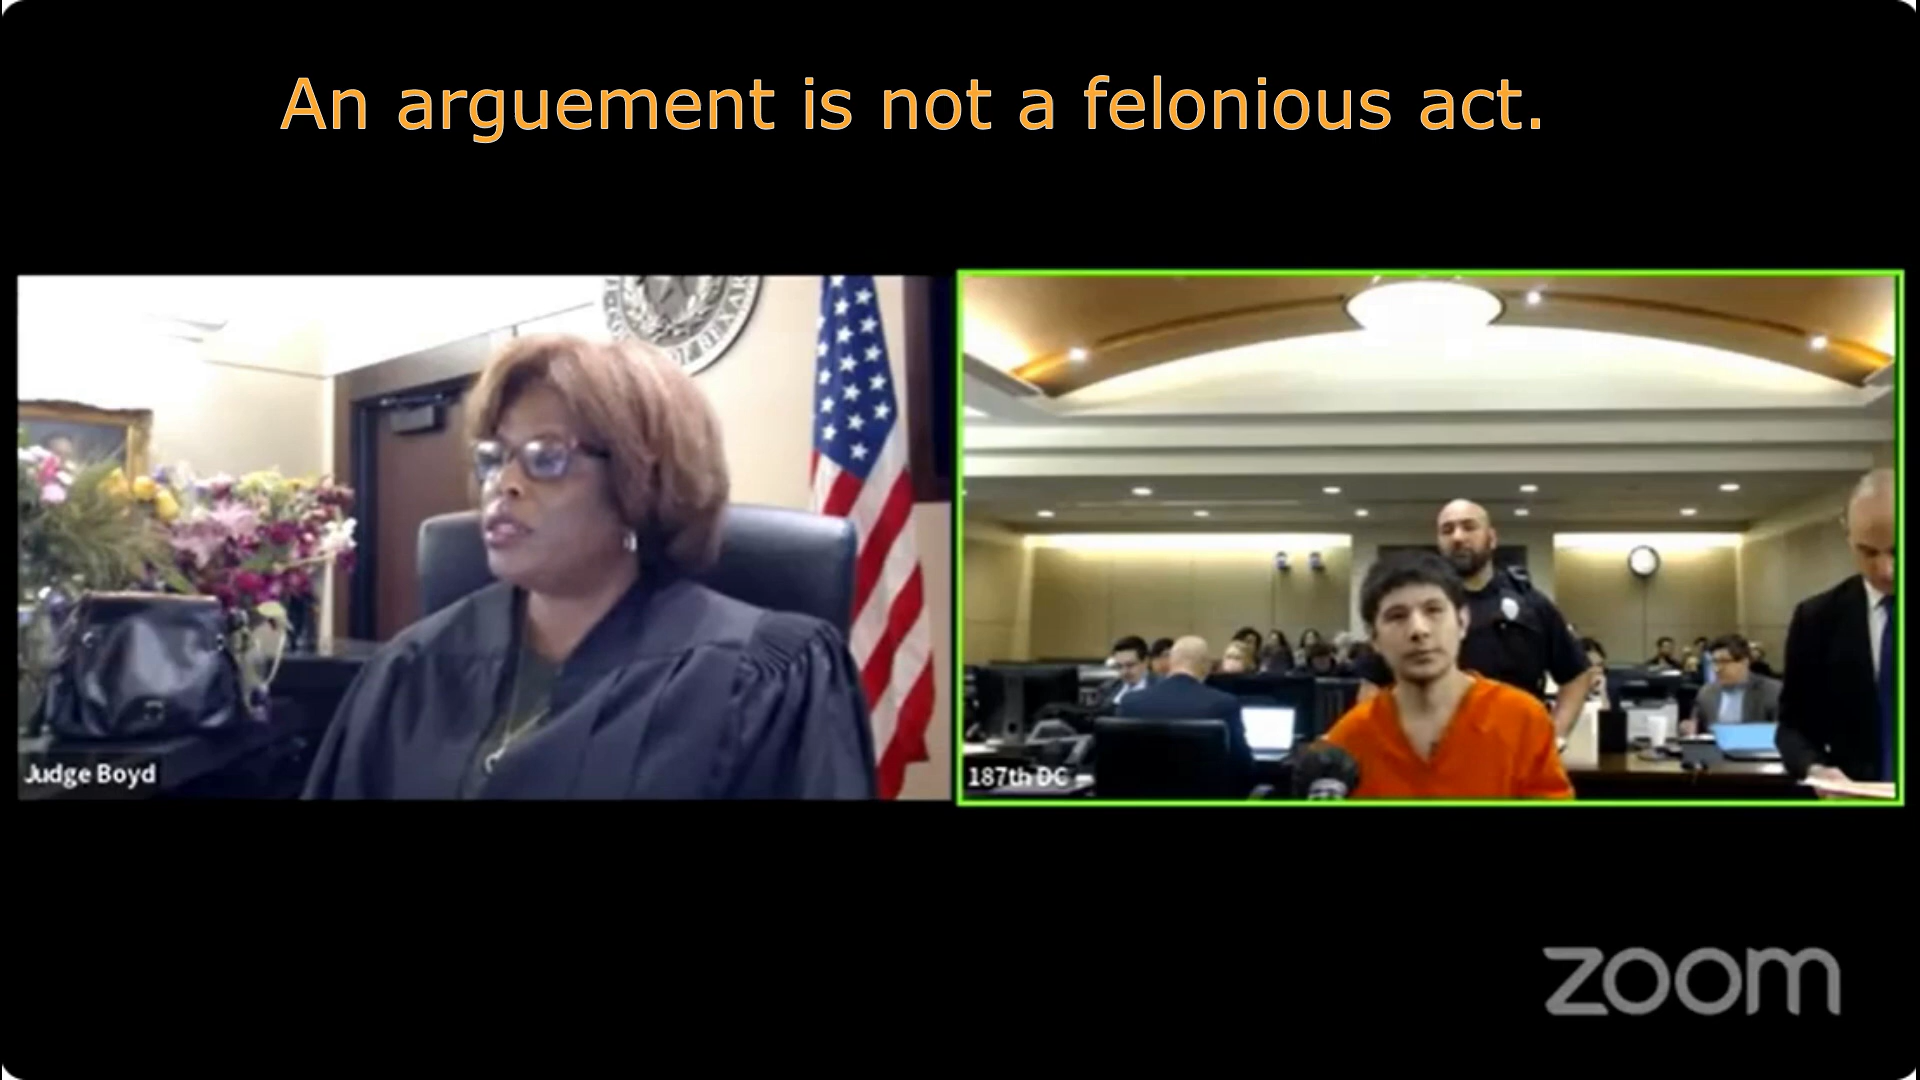 An arguement is not a felonious act.
Judge Boyd
187th DC
zoom